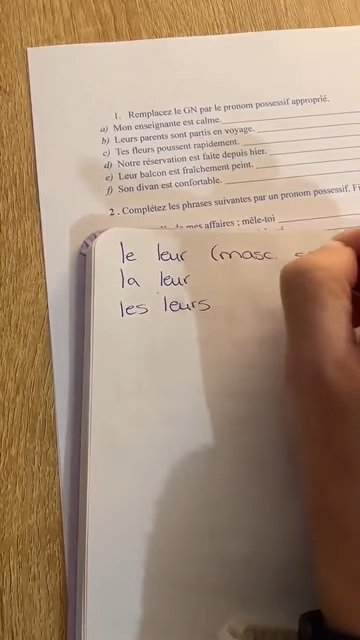 1. Remplacez le GN par le pronom possessif approprié.
a) Mon enseignante est calme.
b) Leurs parents sont partis en voyage.
c) Tes fleurs poussent rapidement.
d) Notre réservation est faite depuis hier.
e) Leur balcon est fraîchement peint.
f) Son divan est confortable.
2. Complétez les phrases suivantes par un pronom possessif.
mes affaires ; mêle-toi
le leur (masc.
la leur
les leurs